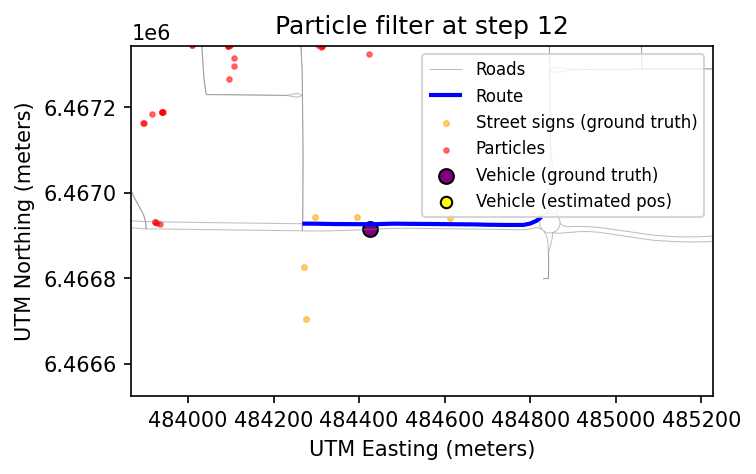 Particle filter at step 12
1e6
6.4672
6.4670
6.4668
6.4666
UTM Northing (meters)
Roads
Route
Street signs (ground truth)
Particles
Vehicle (ground truth)
Vehicle (estimated pos)
484000 484200 484400 484600 484800 485000 485200
UTM Easting (meters)